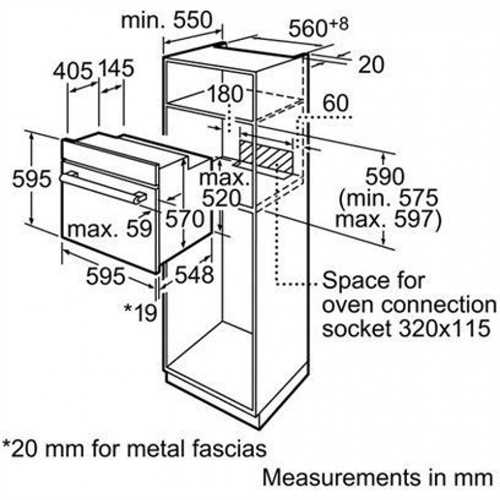 min. 550
560+8
20
405 145
180
60
595
max.
520
590
(min. 575
max. 597)
max. 59
570
595
548
*19
Space for
oven connection
socket 320x115
*20 mm for metal fascias
Measurements in mm